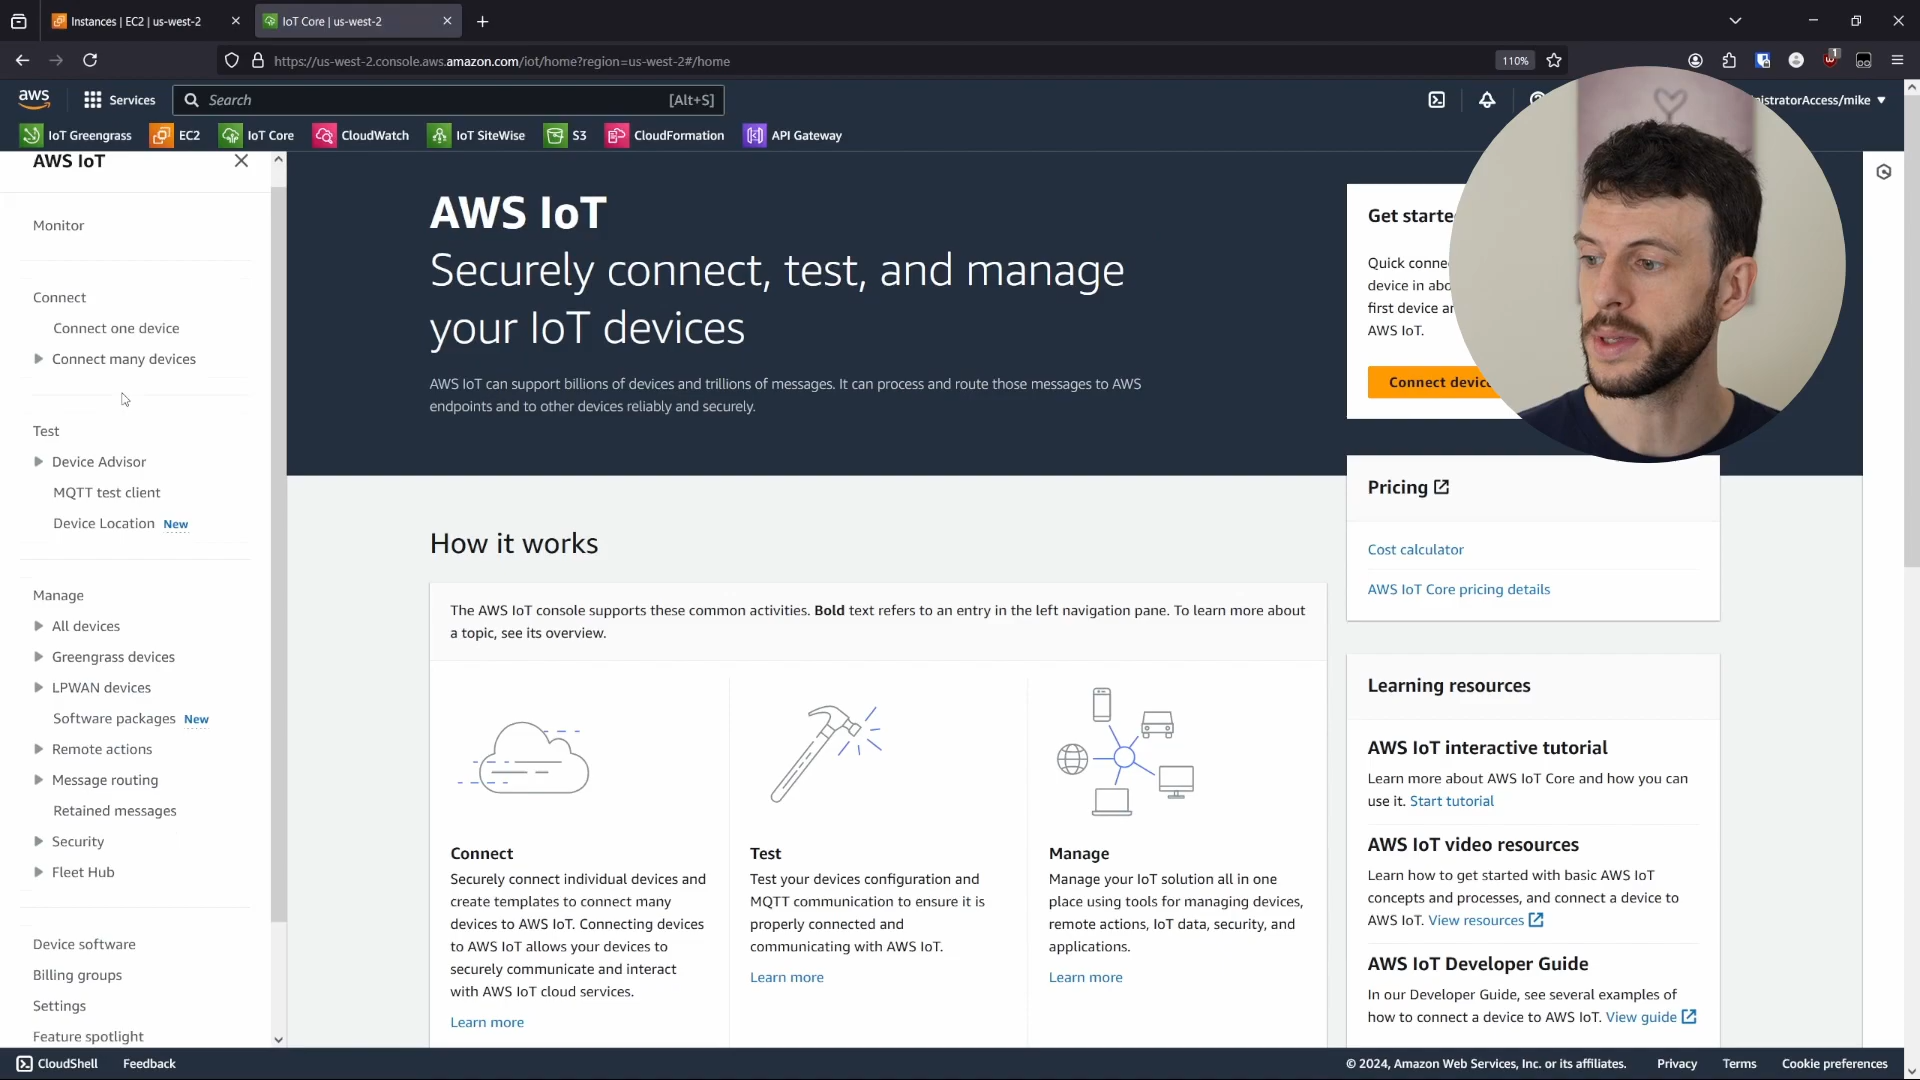 Instances | EC2 | us-west-2
IoT Core | us-west-2
https://us-west-2.console.aws.amazon.com/iot/home?region=us-west-2#/home
110%
1
aws
Services
Search
[Alt+S]
istratorAccess/mike
IoT Greengrass
EC2
IoT Core
CloudWatch
IoT SiteWise
S3
CloudFormation
API Gateway
AWS IoT
Monitor
Connect
Connect one device
Connect many devices
Test
Device Advisor
MQTT test client
Device Location New
Manage
All devices
Greengrass devices
LPWAN devices
Software packages New
Remote actions
Message routing
Retained messages
Security
Fleet Hub
Device software
Billing groups
Settings
Feature spotlight
AWS IoT
Securely connect, test, and manage
your IoT devices
AWS IoT can support billions of devices and trillions of messages. It can process and route those messages to AWS
endpoints and to other devices reliably and securely.
Get starte
Quick conne
device in abo
first device a
AWS IoT.
Connect devic
How it works
The AWS IoT console supports these common activities. Bold text refers to an entry in the left navigation pane. To learn more about
a topic, see its overview.
Connect
Securely connect individual devices and
create templates to connect many
devices to AWS IoT. Connecting devices
to AWS IoT allows your devices to
securely communicate and interact
with AWS IoT cloud services.
Learn more
Test
Test your devices configuration and
MQTT communication to ensure it is
properly connected and
communicating with AWS IoT.
Learn more
Manage
Manage your IoT solution all in one
place using tools for managing devices,
remote actions, IoT data, security, and
applications.
Learn more
Pricing
Cost calculator
AWS IoT Core pricing details
Learning resources
AWS IoT interactive tutorial
Learn more about AWS IoT Core and how you can
use it. Start tutorial
AWS IoT video resources
Learn how to get started with basic AWS IoT
concepts and processes, and connect a device to
AWS IoT. View resources
AWS IoT Developer Guide
In our Developer Guide, see several examples of
how to connect a device to AWS IoT. View guide
CloudShell
Feedback
© 2024, Amazon Web Services, Inc. or its affiliates.
Privacy
Terms
Cookie preferences